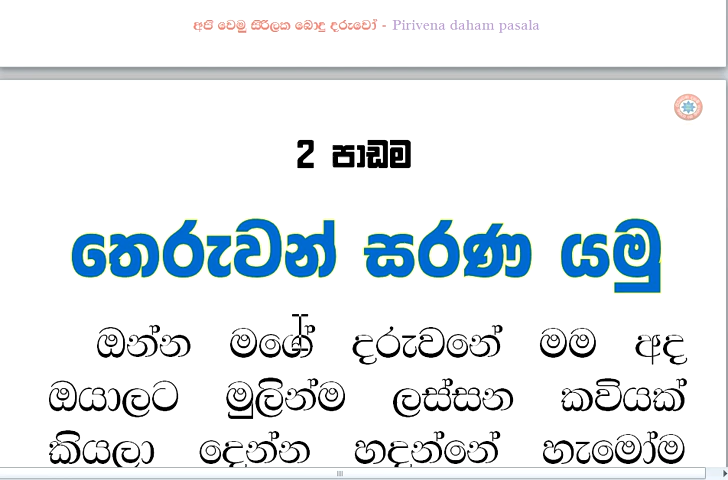 අපි වෙමු සිරිලක බොදු දරුවෝ - Pirivena daham pasala
2 පාඩම
තෙරුවන් සරණ යමු
ඔන්න මගේ දරුවනේ මම අද
ඔයාලට මුලින්ම ලස්සන කවියක්
කියලා දෙන්න හදන්නේ හැමෝම